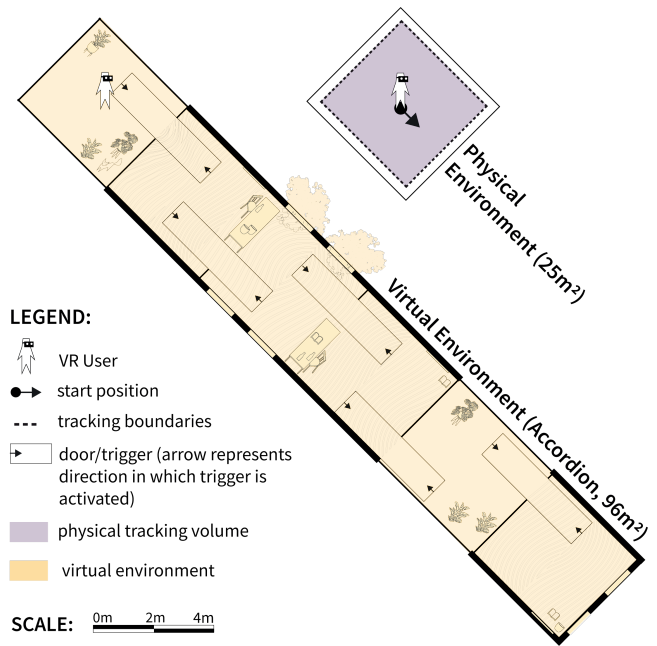 Physical
Environment (25m²)
Virtual Environment (Accordion, 96m²)
LEGEND:
VR User
start position
tracking boundaries
door/trigger (arrow represents
direction in which trigger is
activated)
physical tracking volume
virtual environment
SCALE:
0m 2m 4m